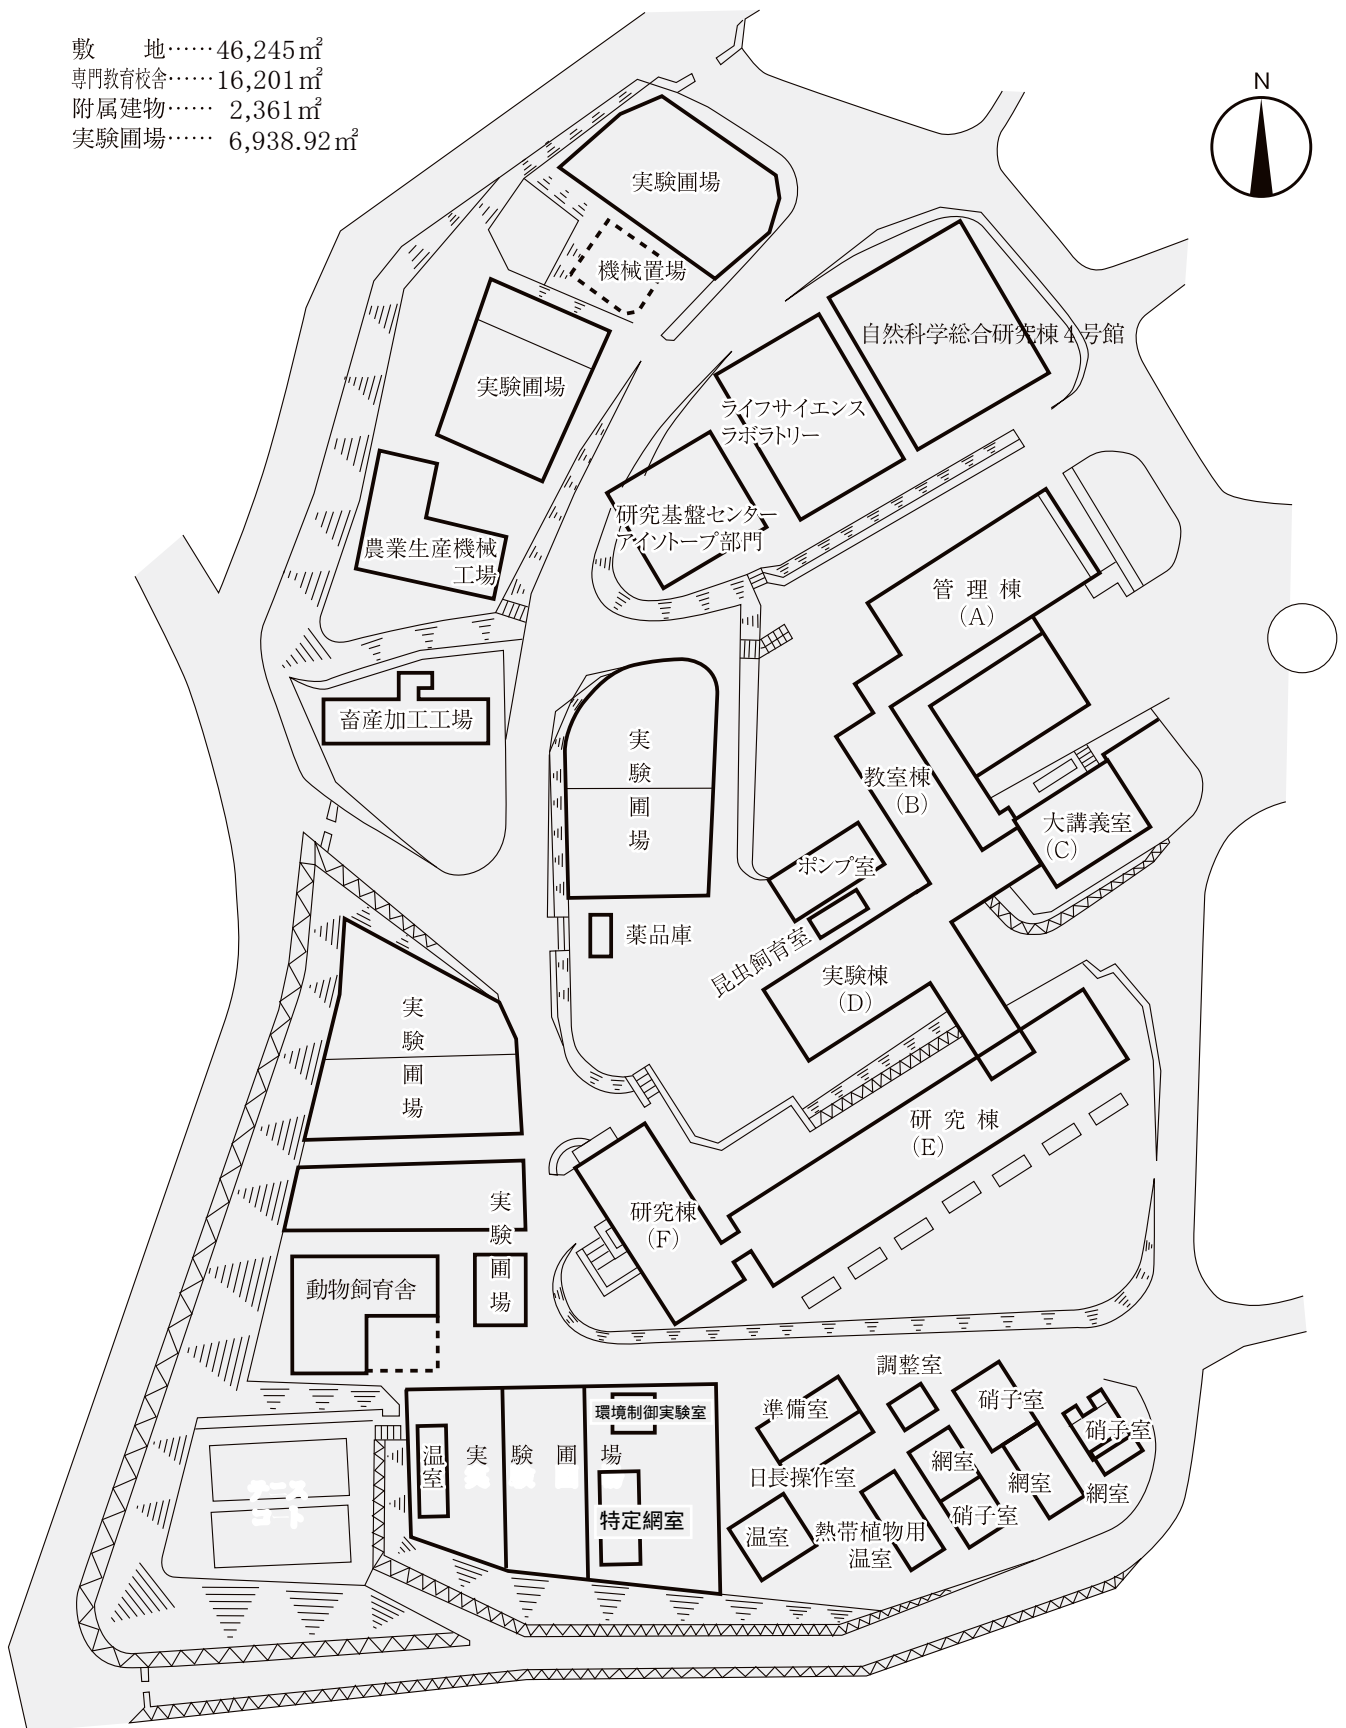 敷　地……46,245㎡
専門教育校舎……16,201㎡
附属建物…… 2,361㎡
実験圃場…… 6,938.92㎡
N
実験圃場
機械置場
自然科学総合研究棟4号館
実験圃場
ライフサイエンス
ラボラトリー
研究基盤センター
アイソトープ部門
農業生産機械
工場
管理棟
(A)
畜産加工工場
実験圃場
教室棟
(B)
大講義室
(C)
ポンプ室
薬品庫
昆虫飼育室
実験棟
(D)
実験圃場
研究棟
(E)
実験圃場
研究棟
(F)
動物飼育舎
調整室
環境制御実験室
準備室
硝子室
硝子室
温室
実験圃場
網室
網室
網室
日長操作室
特定網室
硝子室
温室
熱帯植物用
温室
テニス
コート